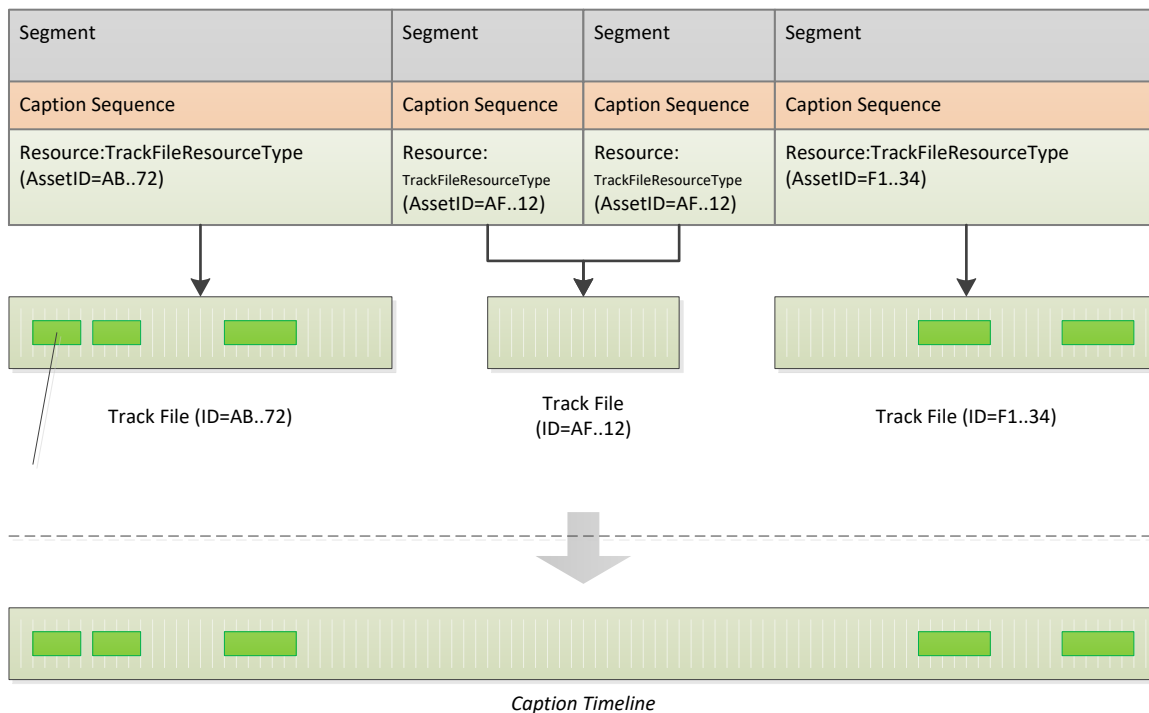 Segment
Segment
Segment
Segment
Caption Sequence
Caption Sequence
Caption Sequence
Caption Sequence
Resource:TrackFileResourceType
(AssetID=AB..72)
Resource:
TrackFileResourceType
(AssetID=AF..12)
Resource:
TrackFileResourceType
(AssetID=AF..12)
Resource:TrackFileResourceType
(AssetID=F1..34)
Track File (ID=AB..72)
Track File
(ID=AF..12)
Track File (ID=F1..34)
Caption Timeline